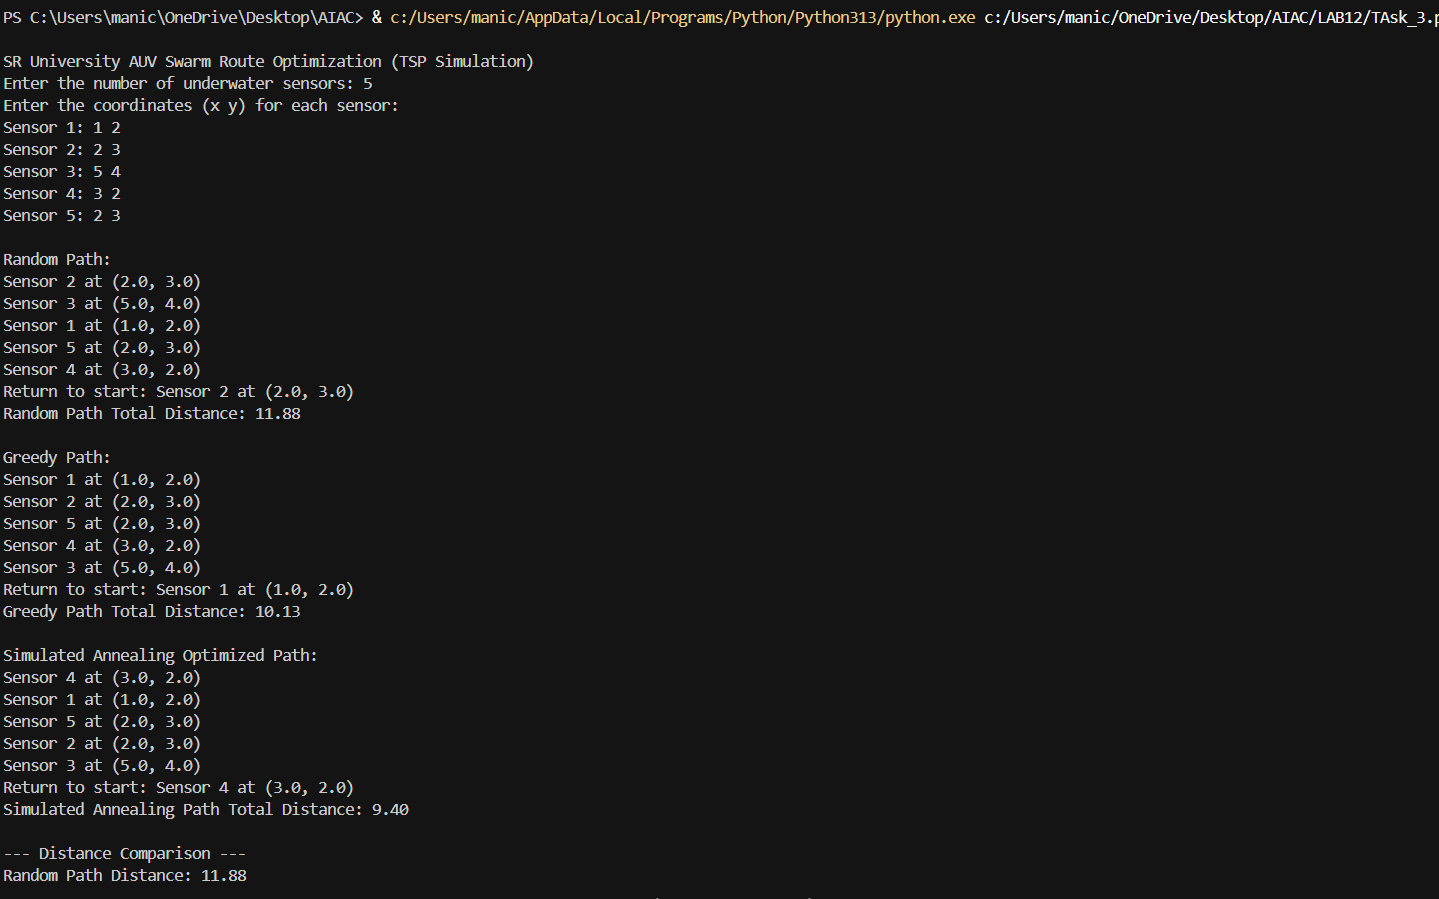 PS C:\Users\manic\OneDrive\Desktop\AIAC> & c:/Users/manic/AppData/Local/Programs/Python/Python313/python.exe c:/Users/manic/OneDrive/Desktop/AIAC/LAB12/TAsk_3.p
SR University AUV Swarm Route Optimization (TSP Simulation)
Enter the number of underwater sensors: 5
Enter the coordinates (x y) for each sensor:
Sensor 1: 1 2
Sensor 2: 2 3
Sensor 3: 5 4
Sensor 4: 3 2
Sensor 5: 2 3
Random Path:
Sensor 2 at (2.0, 3.0)
Sensor 3 at (5.0, 4.0)
Sensor 1 at (1.0, 2.0)
Sensor 5 at (2.0, 3.0)
Sensor 4 at (3.0, 2.0)
Return to start: Sensor 2 at (2.0, 3.0)
Random Path Total Distance: 11.88
Greedy Path:
Sensor 1 at (1.0, 2.0)
Sensor 2 at (2.0, 3.0)
Sensor 5 at (2.0, 3.0)
Sensor 4 at (3.0, 2.0)
Sensor 3 at (5.0, 4.0)
Return to start: Sensor 1 at (1.0, 2.0)
Greedy Path Total Distance: 10.13
Simulated Annealing Optimized Path:
Sensor 4 at (3.0, 2.0)
Sensor 1 at (1.0, 2.0)
Sensor 5 at (2.0, 3.0)
Sensor 2 at (2.0, 3.0)
Sensor 3 at (5.0, 4.0)
Return to start: Sensor 4 at (3.0, 2.0)
Simulated Annealing Path Total Distance: 9.40
--- Distance Comparison ---
Random Path Distance: 11.88